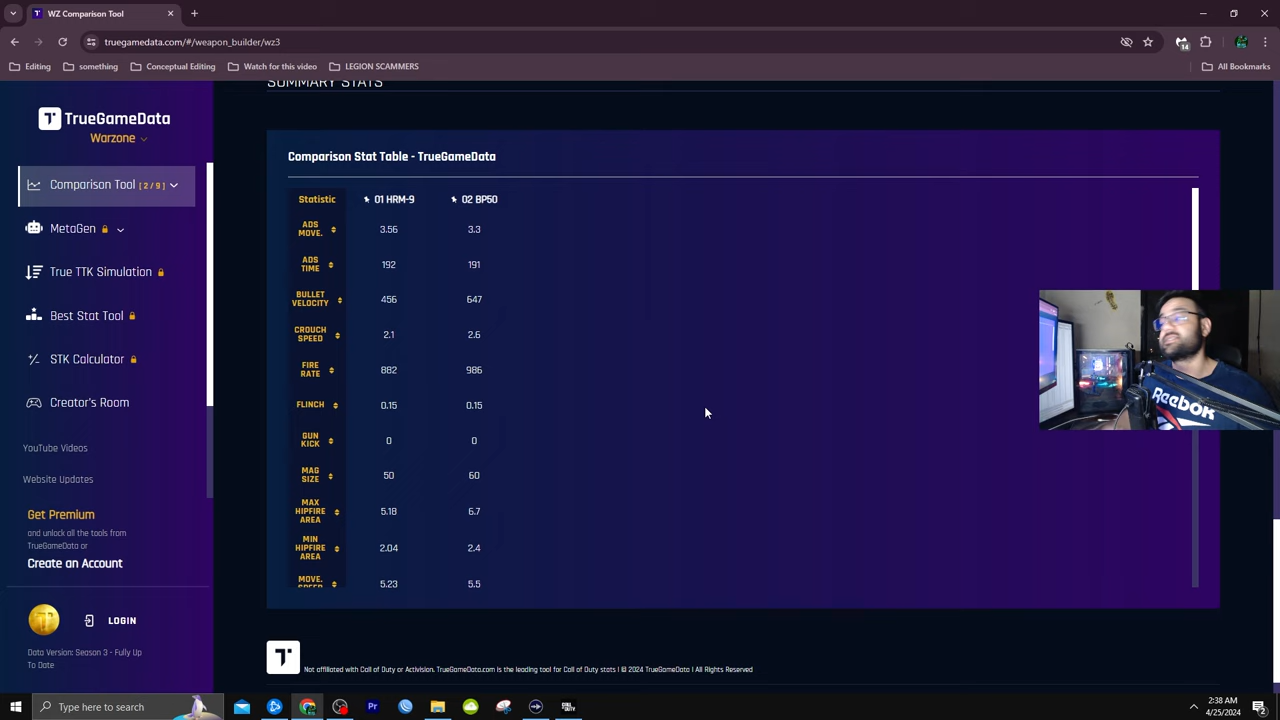 WZ Comparison Tool
truegamedata.com/#/weapon_builder/wz3
14
Editing
something
Conceptual Editing
Watch for this video
LEGION SCAMMERS
All Bookmarks
TrueGameData
Warzone
Comparison Tool [2/9]
MetaGen
True TTK Simulation
Best Stat Tool
STK Calculator
Creator's Room
YouTube Videos
Website Updates
Get Premium
and unlock all the tools from
TrueGameData or
Create an Account
LOGIN
Data Version: Season 3 - Fully Up
To Date
SUMMARY STATS
Comparison Stat Table - TrueGameData
Statistic 01 HRM-9 02 BP50
ADS
MOVE. 3.56 3.3
ADS
TIME 192 191
BULLET
VELOCITY 456 647
CROUCH
SPEED 2.1 2.6
FIRE
RATE 882 986
FLINCH 0.15 0.15
GUN
KICK 0 0
MAG
SIZE 50 60
MAX
HIPFIRE
AREA 5.18 6.7
MIN
HIPFIRE
AREA 2.04 2.4
MOVE.
SPEED 5.23 5.5
Reebok
Not affiliated with Call of Duty or Activision. TrueGameData.com is the leading tool for Call of Duty stats | © 2024 TrueGameData | All Rights Reserved
Type here to search
2:38 AM
4/25/2024
2